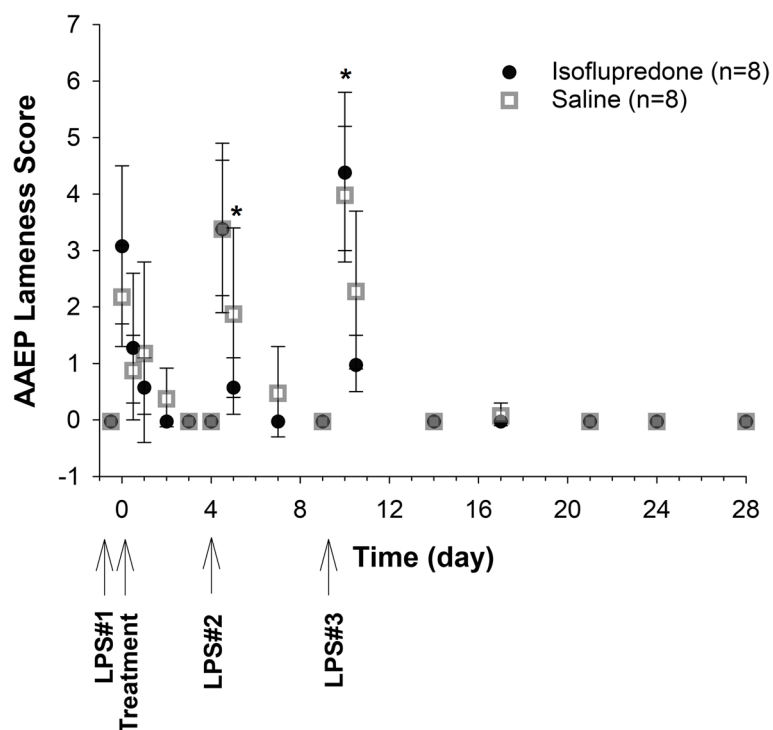 7
6
5
4
3
2
1
0
-1
AAEP Lameness Score
Isoflupredone (n=8)
Saline (n=8)
*
*
0 4 8 12 16 20 24 28
Time (day)
LPS#1
Treatment
LPS#2
LPS#3